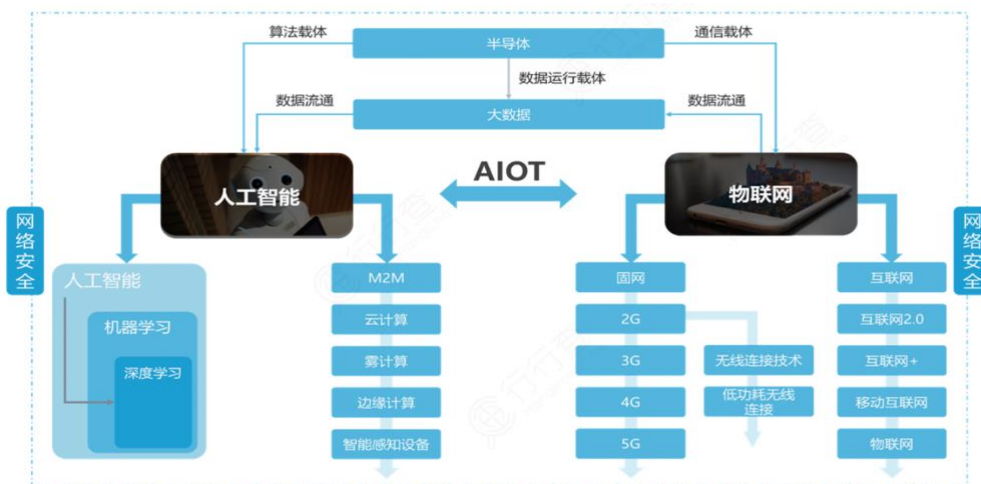 算法载体
半导体
通信载体
数据运行载体
数据流通
大数据
数据流通
人工智能
AIOT
物联网
网络安全
网络安全
人工智能
机器学习
深度学习
M2M
云计算
雾计算
边缘计算
智能感知设备
固网
2G
3G
4G
5G
无线连接技术
低功耗无线
连接
互联网
互联网2.0
互联网+
移动互联网
物联网